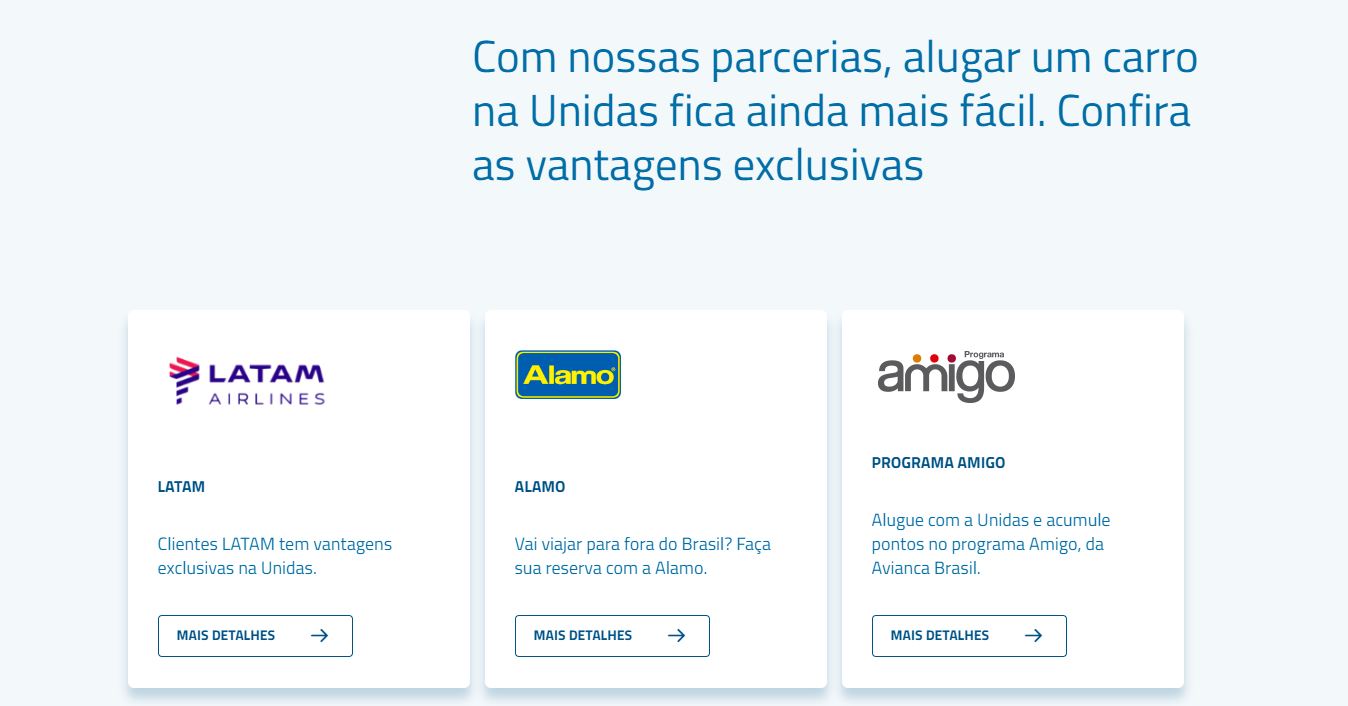 Com nossas parcerias, alugar um carro
na Unidas fica ainda mais fácil. Confira
as vantagens exclusivas
LATAM
AIRLINES
LATAM
Clientes LATAM tem vantagens
exclusivas na Unidas.
MAIS DETALHES
Alamo®
ALAMO
Vai viajar para fora do Brasil? Faça
sua reserva com a Alamo.
MAIS DETALHES
Programa
amigo
PROGRAMA AMIGO
Alugue com a Unidas e acumule
pontos no programa Amigo, da
Avianca Brasil.
MAIS DETALHES